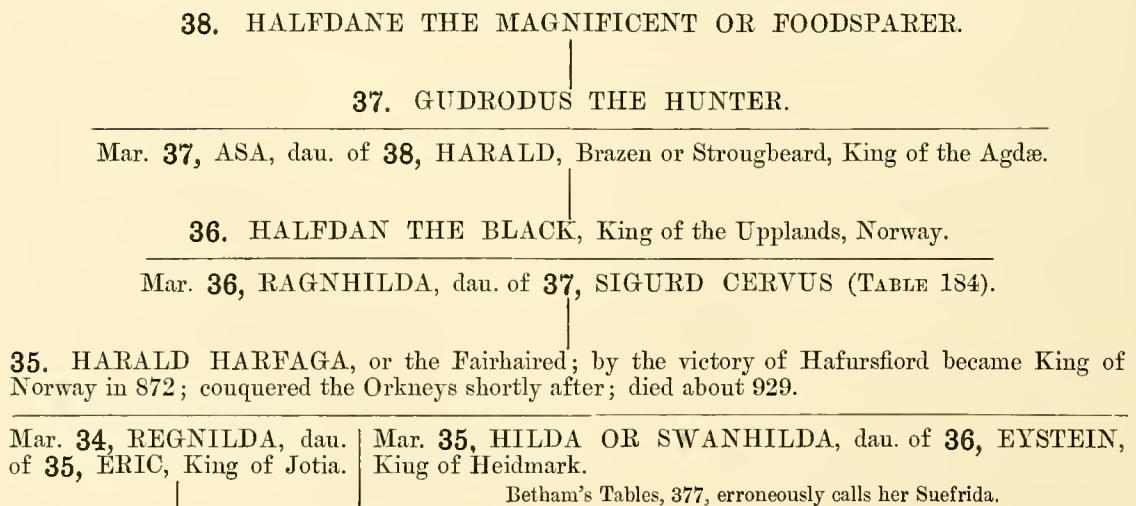 38. HALFDANE THE MAGNIFICENT OR FOODSPARER.
37. GUDRODUS THE HUNTER.
Mar. 37, ASA, dau. of 38, HARALD, Brazen or Strougbeard, King of the Agdæ.
36. HALFDAN THE BLACK, King of the Upplands, Norway.
Mar. 36, RAGNHILDA, dau. of 37, SIGURD CERVUS (TABLE 184).
35. HARALD HARFAGA, or the Fairhaired; by the victory of Hafursfiord became King of
Norway in 872; couquered the Orkneys shortly after; died about 929.
Mar. 34, REGNILDA, dau.
of 35, ERIC, King of Jotia.
Mar. 35, HILDA OR SWANHILDA, dau. of 36, EYSTEIN,
Kiug of Heidmark.
Betham's Tables, 377, erroneously calls her Suefrida.